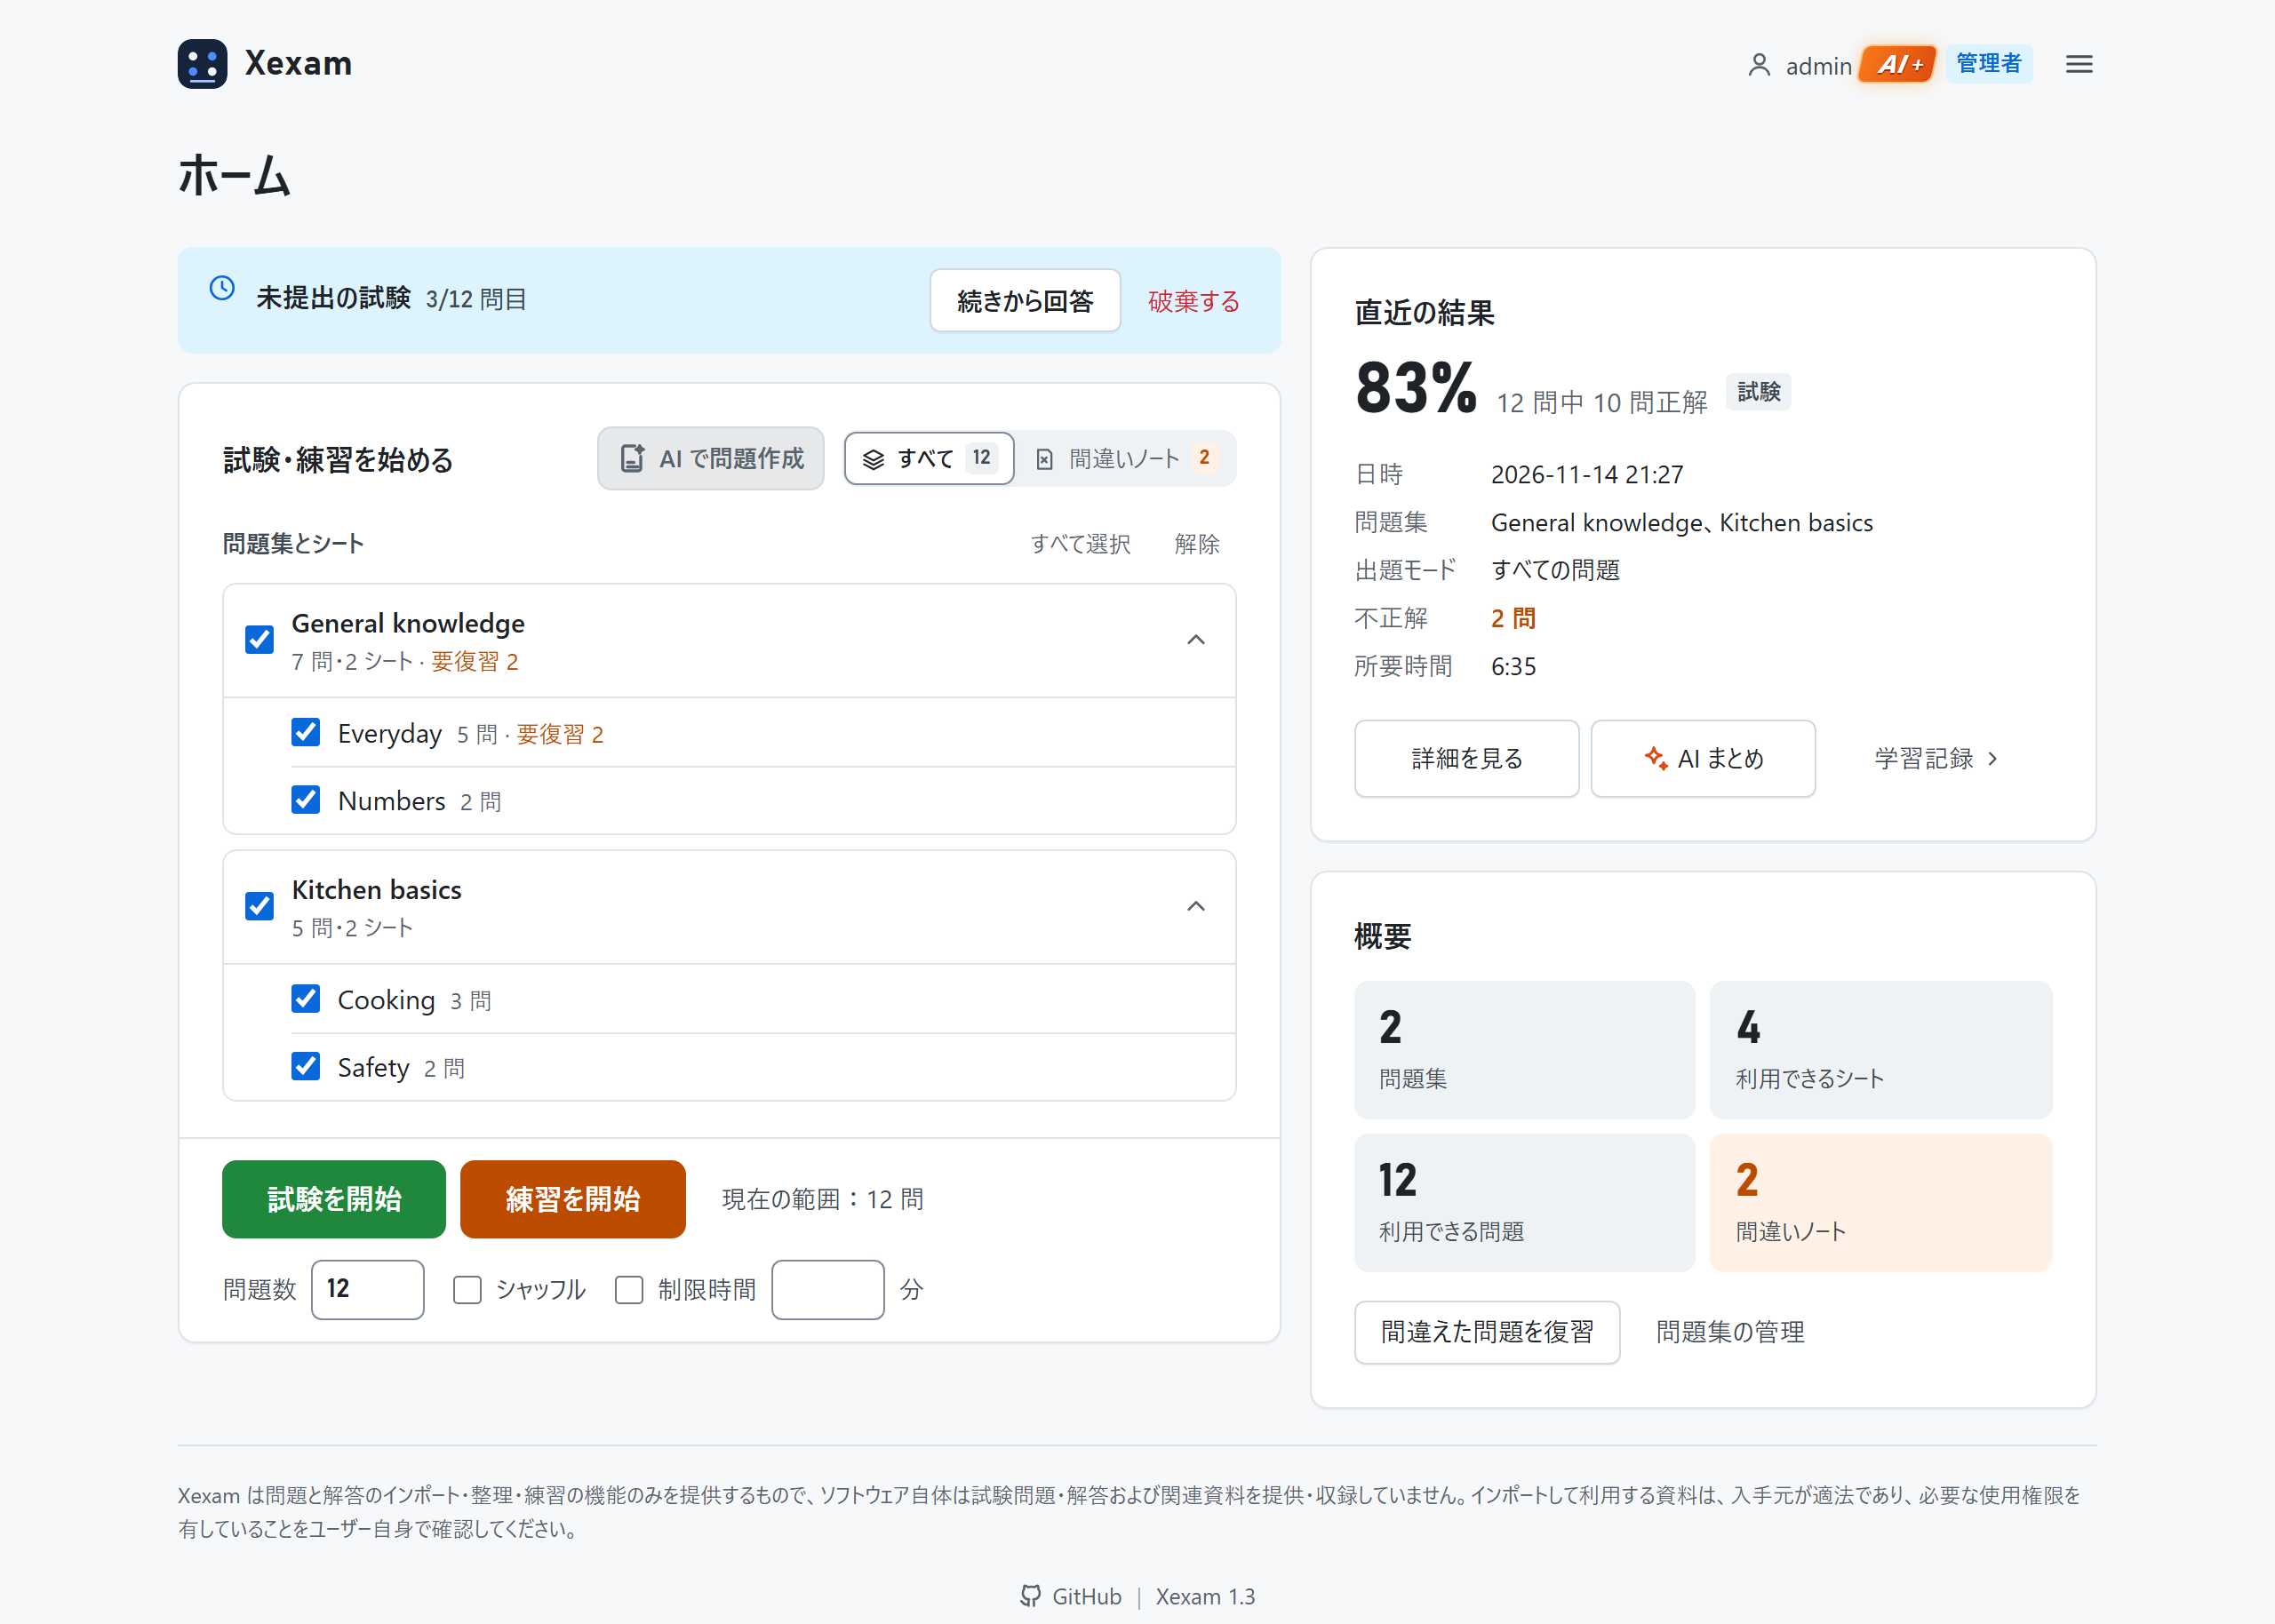 Xexam
admin AI+ 管理者
ホーム
未提出の試験 3/12 問目
続きから回答
破棄する
試験・練習を始める
AI で問題作成
すべて 12
間違いノート 2
問題集とシート
すべて選択
解除
General knowledge
7 問・2 シート · 要復習 2
Everyday 5 問 · 要復習 2
Numbers 2 問
Kitchen basics
5 問・2 シート
Cooking 3 問
Safety 2 問
試験を開始
練習を開始
現在の範囲：12 問
問題数 12 シャッフル 制限時間 分
直近の結果
83% 12 問中 10 問正解 試験
日時 2026-11-14 21:27
問題集 General knowledge、Kitchen basics
出題モード すべての問題
不正解 2 問
所要時間 6:35
詳細を見る
AI まとめ
学習記録
概要
2
問題集
4
利用できるシート
12
利用できる問題
2
間違いノート
間違えた問題を復習
問題集の管理
Xexam は問題と解答のインポート・整理・練習の機能のみを提供するもので、ソフトウェア自体は試験問題・解答および関連資料を提供・収録していません。インポートして利用する資料は、入手元が適法であり、必要な使用権限を
有していることをユーザー自身で確認してください。
GitHub | Xexam 1.3